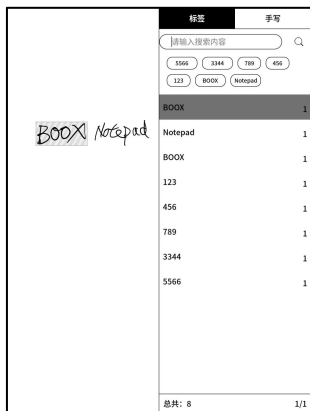 标签 手写
请输入搜索内容
5566 3344 789 456
123 BOOX Notepad
BOOX 1
Notepad 1
BOOX Notepad
BOOX 1
123 1
456 1
789 1
3344 1
5566 1
总共：8 1/1